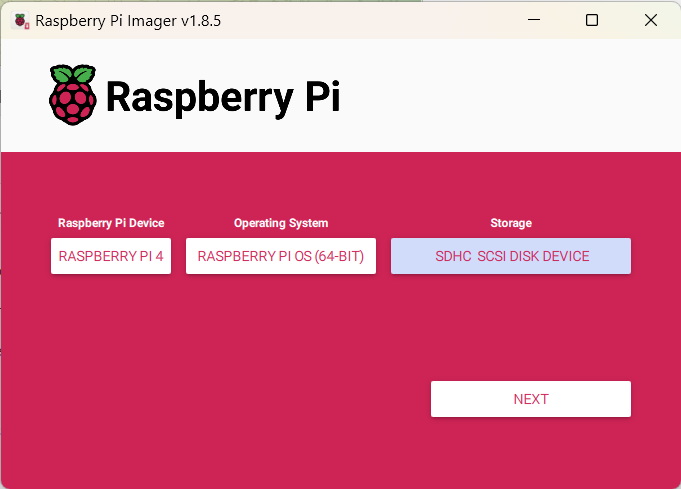 Raspberry Pi Imager v1.8.5
Raspberry Pi
Raspberry Pi Device Operating System Storage
RASPBERRY PI 4 RASPBERRY PI OS (64-BIT) SDHC SCSI DISK DEVICE
NEXT